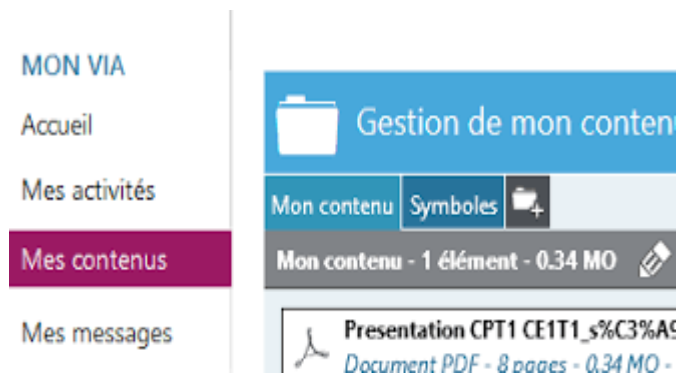 MON VIA
Accueil
Mes activités
Mes contenus
Mes messages
Gestion de mon contenu
Mon contenu Symboles
Mon contenu - 1 élément - 0.34 MO
Presentation CPT1 CE1T1_s%C3%A9
Document PDF - 8 pages - 0.34 MO -